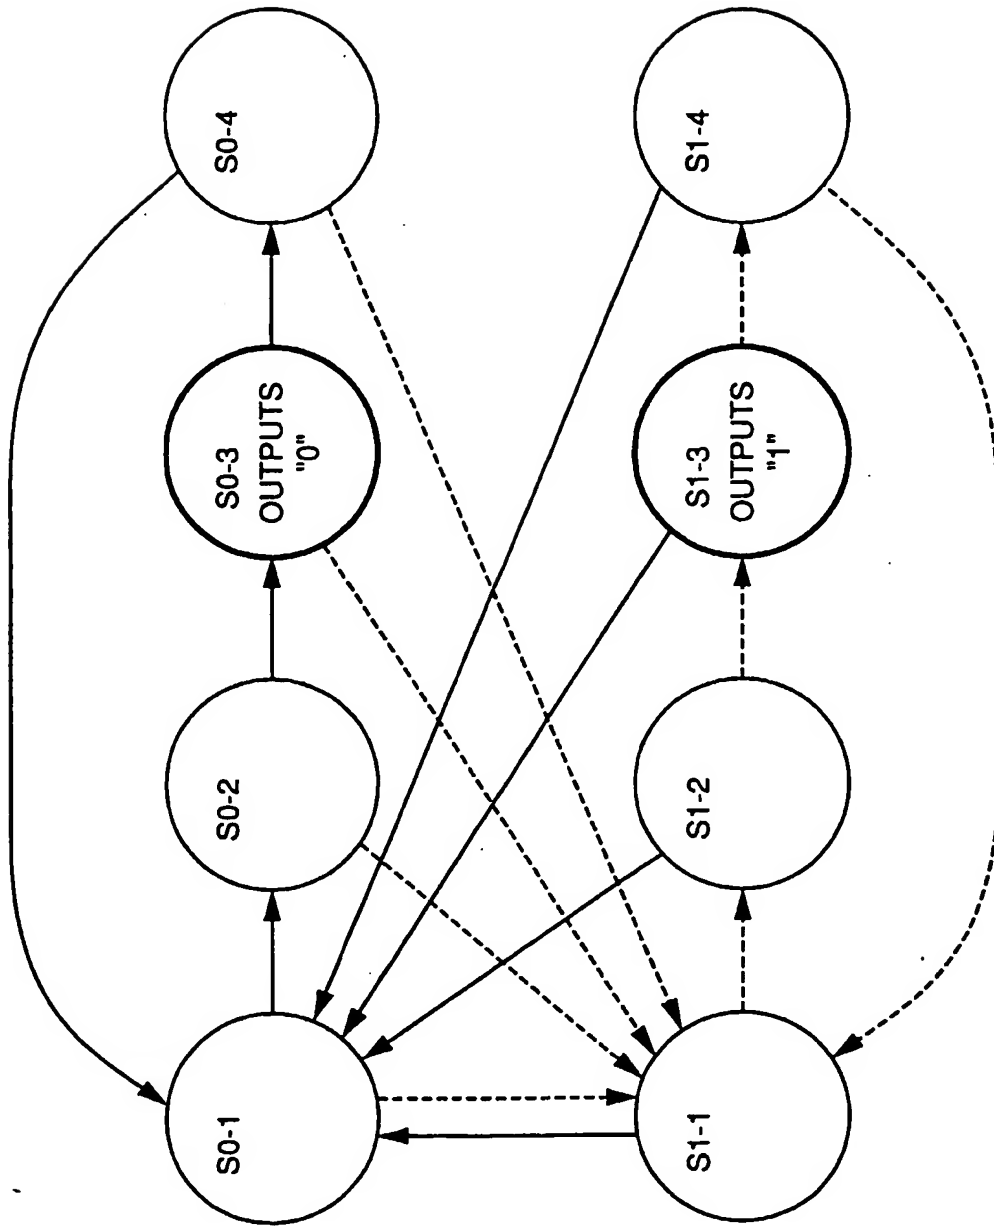 S0-1
S0-2
S0-3
OUTPUTS
"0"
S0-4
S1-1
S1-2
S1-3
OUTPUTS
"1"
S1-4